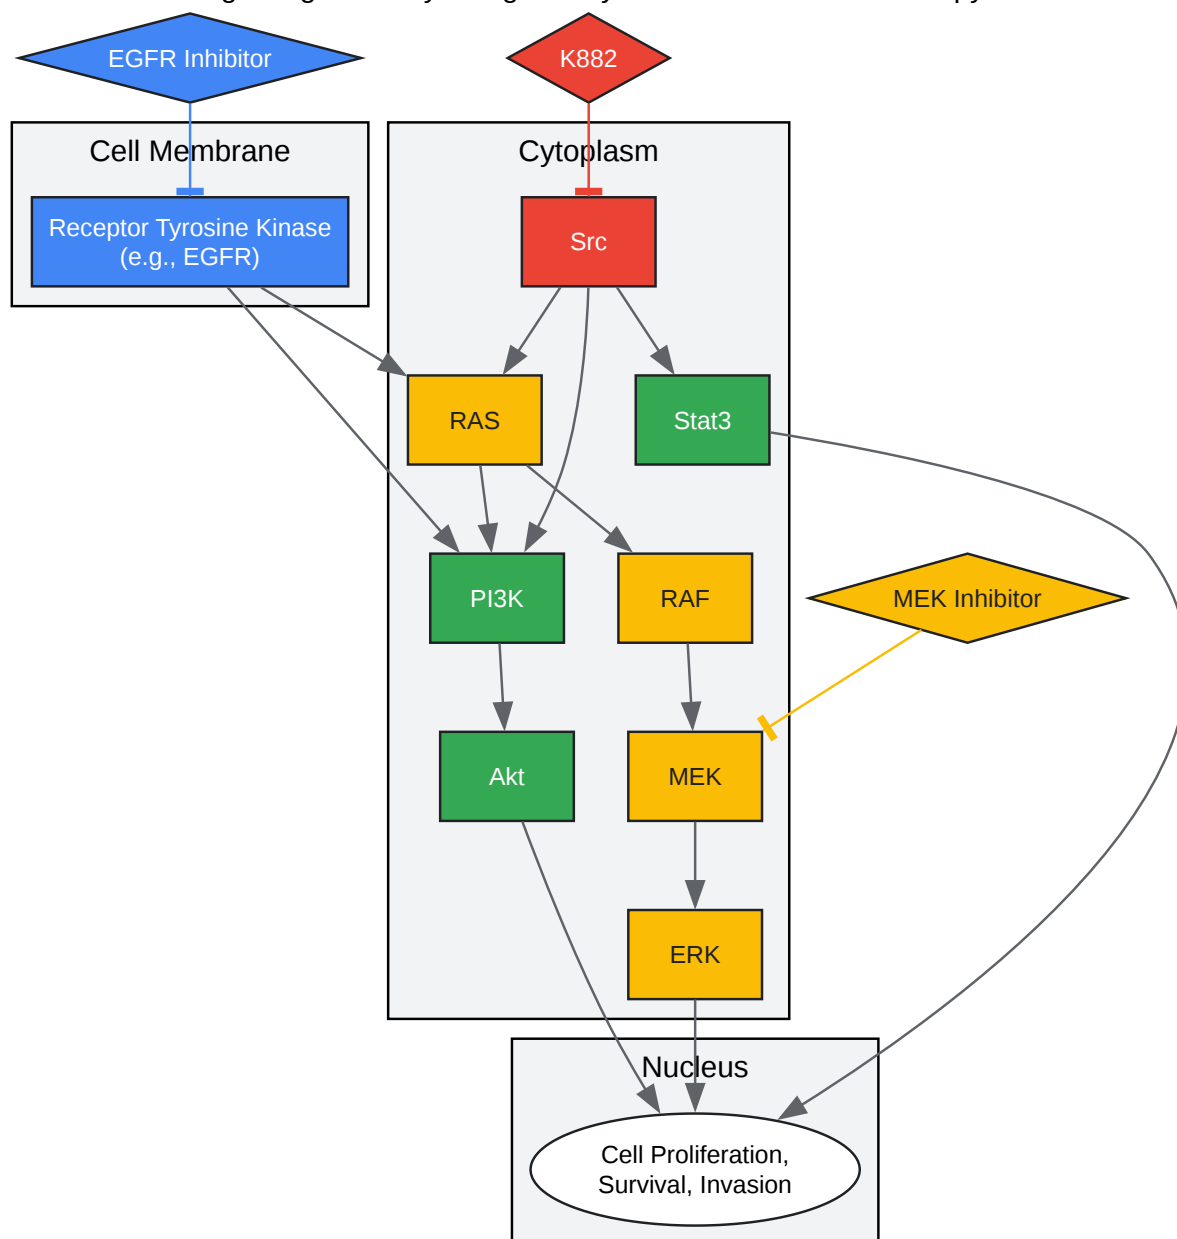 EGFR Inhibitor
K882
Cell Membrane
Cytoplasm
Receptor Tyrosine Kinase
(e.g., EGFR)
Src
RAS
Stat3
PI3K
RAF
MEK Inhibitor
Akt
MEK
ERK
Nucleus
Cell Proliferation,
Survival, Invasion